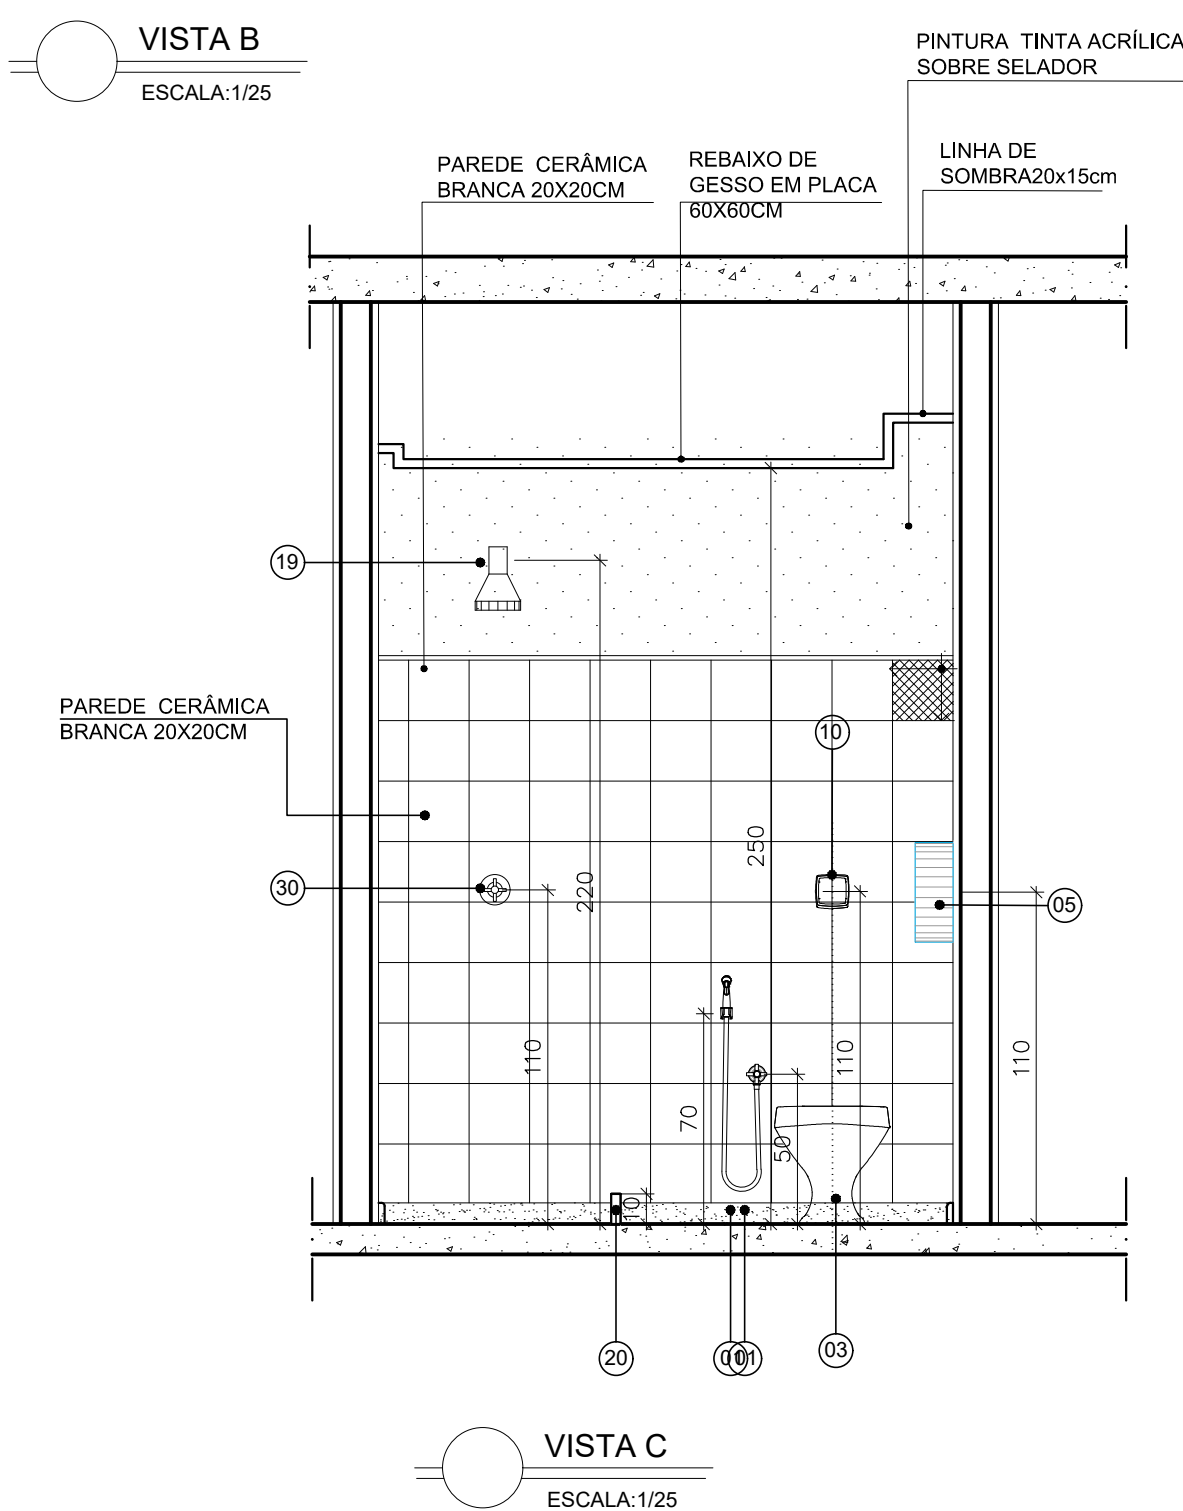 VISTA B
ESCALA:1/25
PINTURA TINTA ACRÍLICA
SOBRE SELADOR
PAREDE CERÂMICA
BRANCA 20X20CM
REBAIXO DE
GESSO EM PLACA
60X60CM
LINHA DE
SOMBRA20x15cm
19
PAREDE CERÂMICA
BRANCA 20X20CM
10
250
220
30
05
110
110
110
70
50
10
20
01
03
VISTA C
ESCALA:1/25